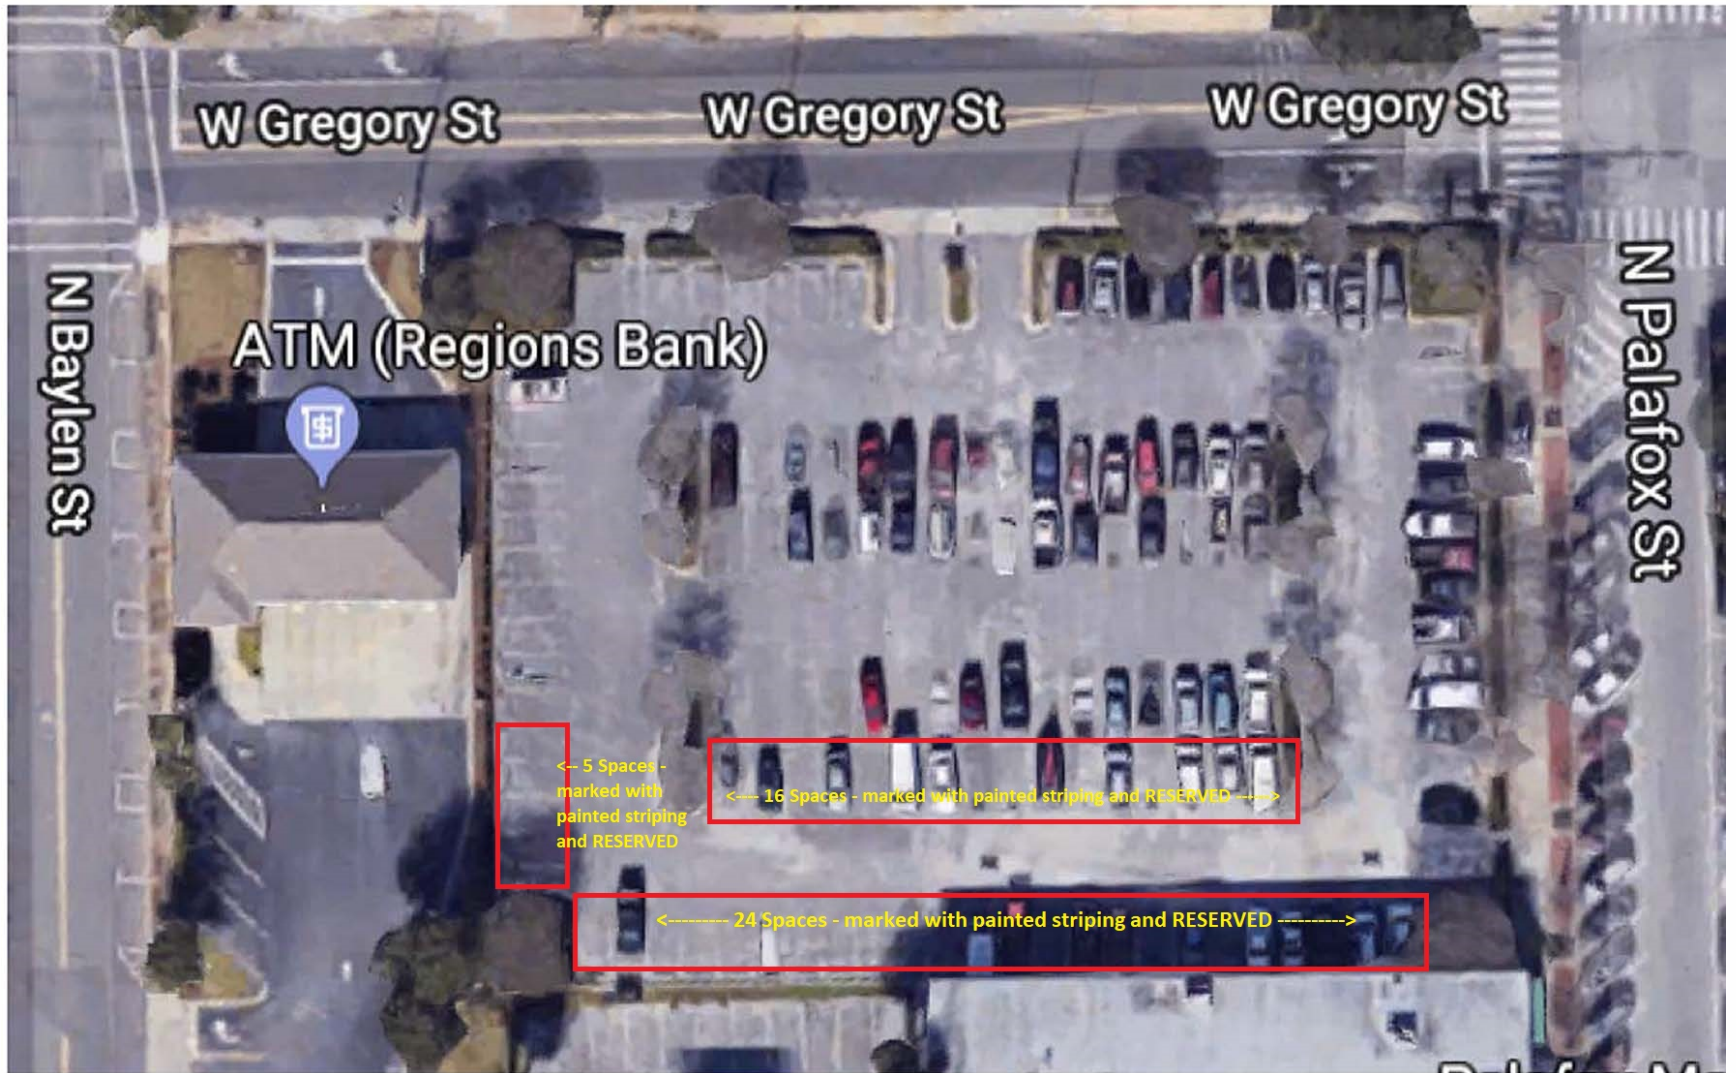 W Gregory St
W Gregory St
W Gregory St
N Baylen St
N Palafox St
ATM (Regions Bank)
$
<-- 5 Spaces -
marked with
painted striping
and RESERVED
<---- 16 Spaces - marked with painted striping and RESERVED ------>
<--------- 24 Spaces - marked with painted striping and RESERVED ---------->